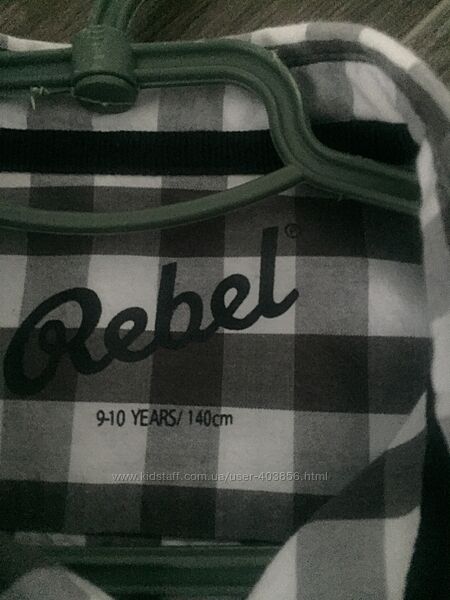 Rebel®
9-10 YEARS/ 140cm
www.kidstaff.com.ua/user-403856.html